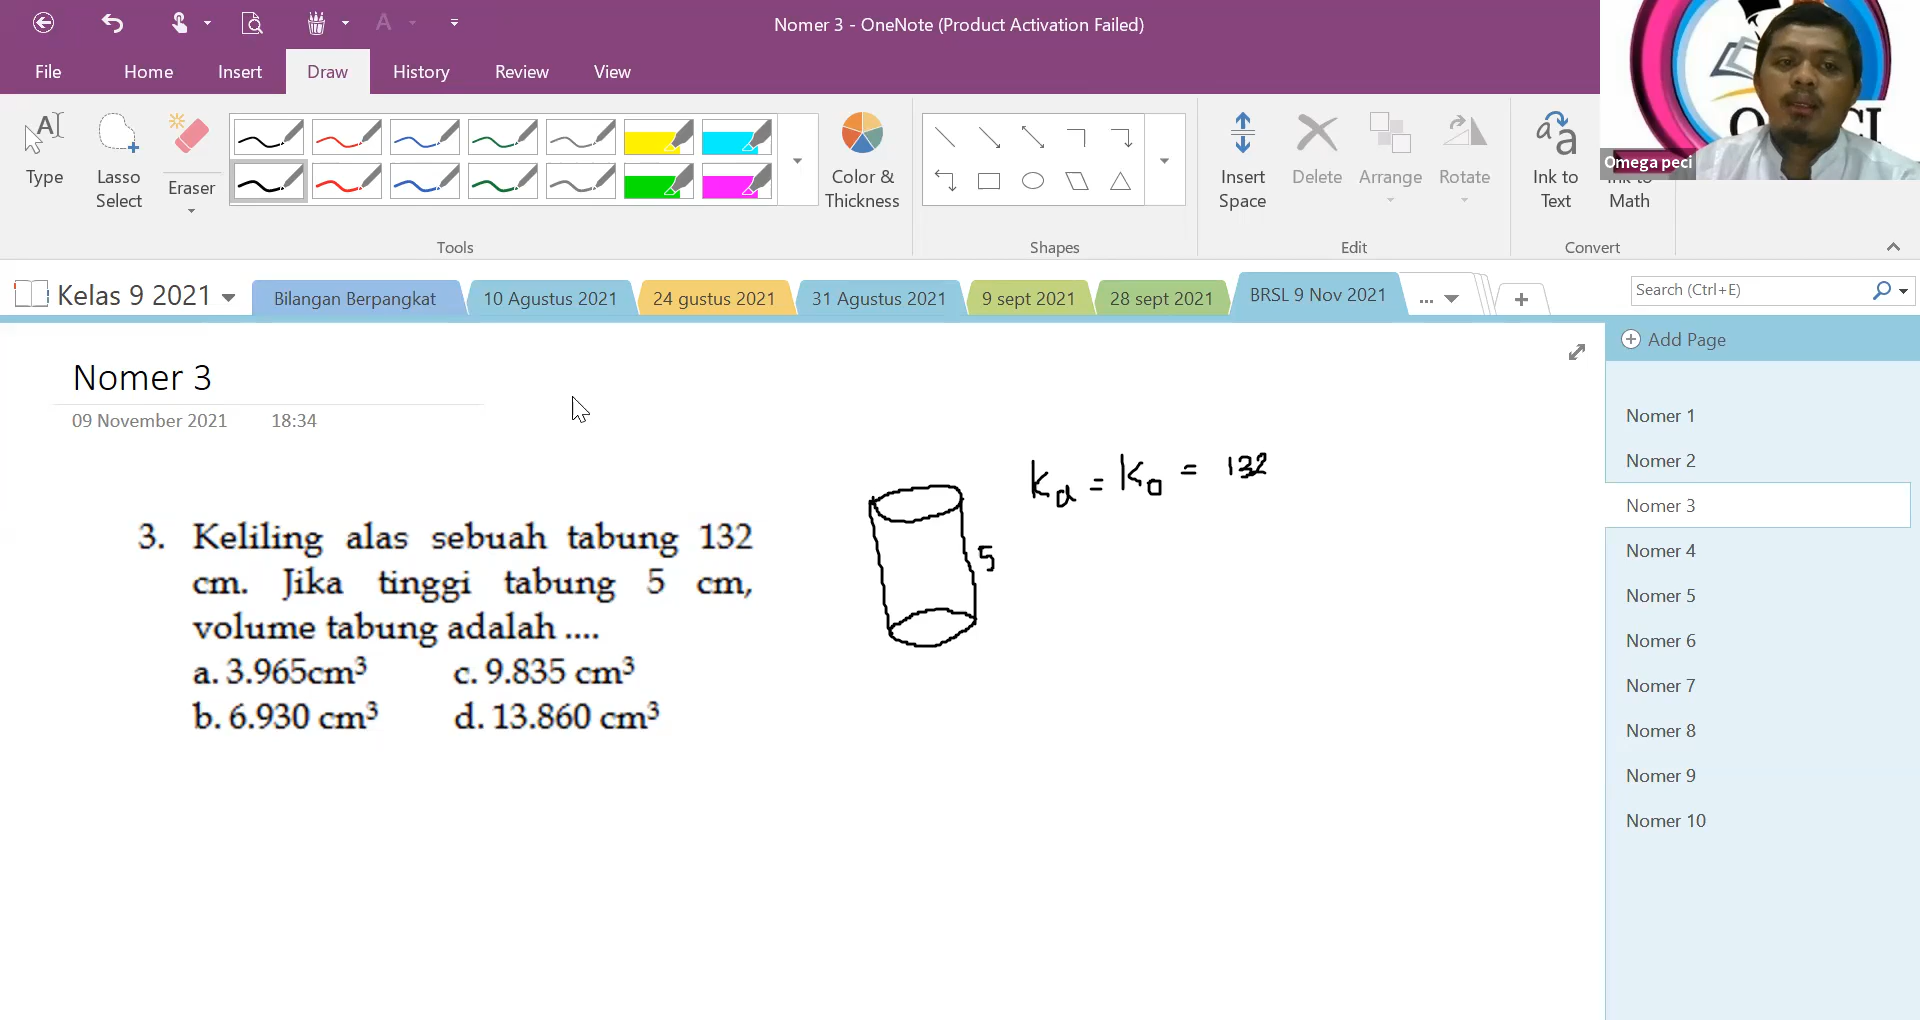 Nomer 3 - OneNote (Product Activation Failed)
File Home Insert Draw History Review View
Type
Lasso Select
Eraser
Color & Thickness
Insert Space
Delete
Arrange
Rotate
Ink to Text
Ink to Math
Tools
Shapes
Edit
Convert
Omega peci
Kelas 9 2021
Bilangan Berpangkat
10 Agustus 2021
24 gustus 2021
31 Agustus 2021
9 sept 2021
28 sept 2021
BRSL 9 Nov 2021
...
Search (Ctrl+E)
Nomer 3
09 November 2021 18:34
3. Keliling alas sebuah tabung 132
cm. Jika tinggi tabung 5 cm,
volume tabung adalah ....
a. 3.965cm³ c. 9.835 cm³
b. 6.930 cm³ d. 13.860 cm³
5
Ka = Ko = 132
Add Page
Nomer 1
Nomer 2
Nomer 3
Nomer 4
Nomer 5
Nomer 6
Nomer 7
Nomer 8
Nomer 9
Nomer 10